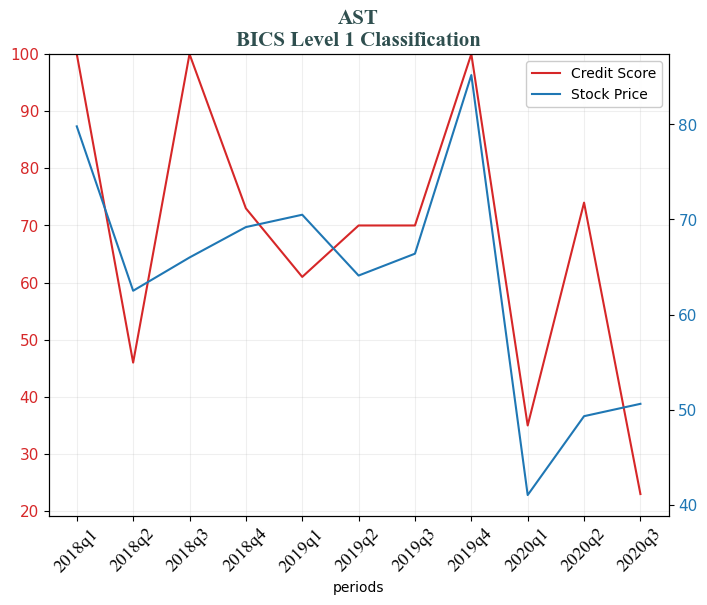 AST
BICS Level 1 Classification
Credit Score
Stock Price
100
90
80
70
60
50
40
30
20
80
70
60
50
40
2018q1
2018q2
2018q3
2018q4
2019q1
2019q2
2019q3
2019q4
2020q1
2020q2
2020q3
periods